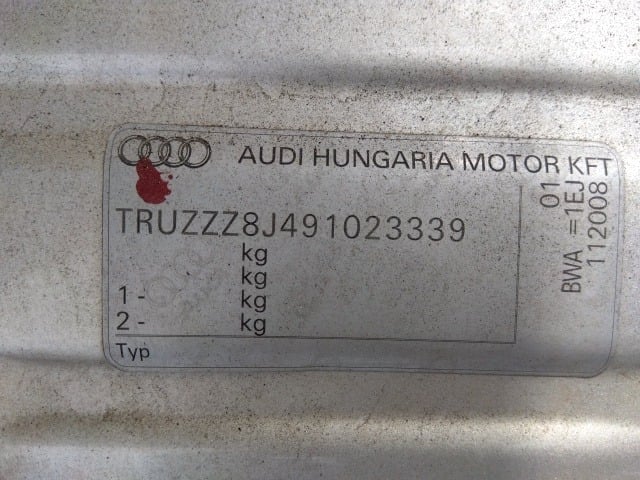 AUDI HUNGARIA MOTOR KFT
TRUZZZ8J491023339
kg
kg
1 - kg
2 - kg
Typ
01
BWA =1EJ
112008